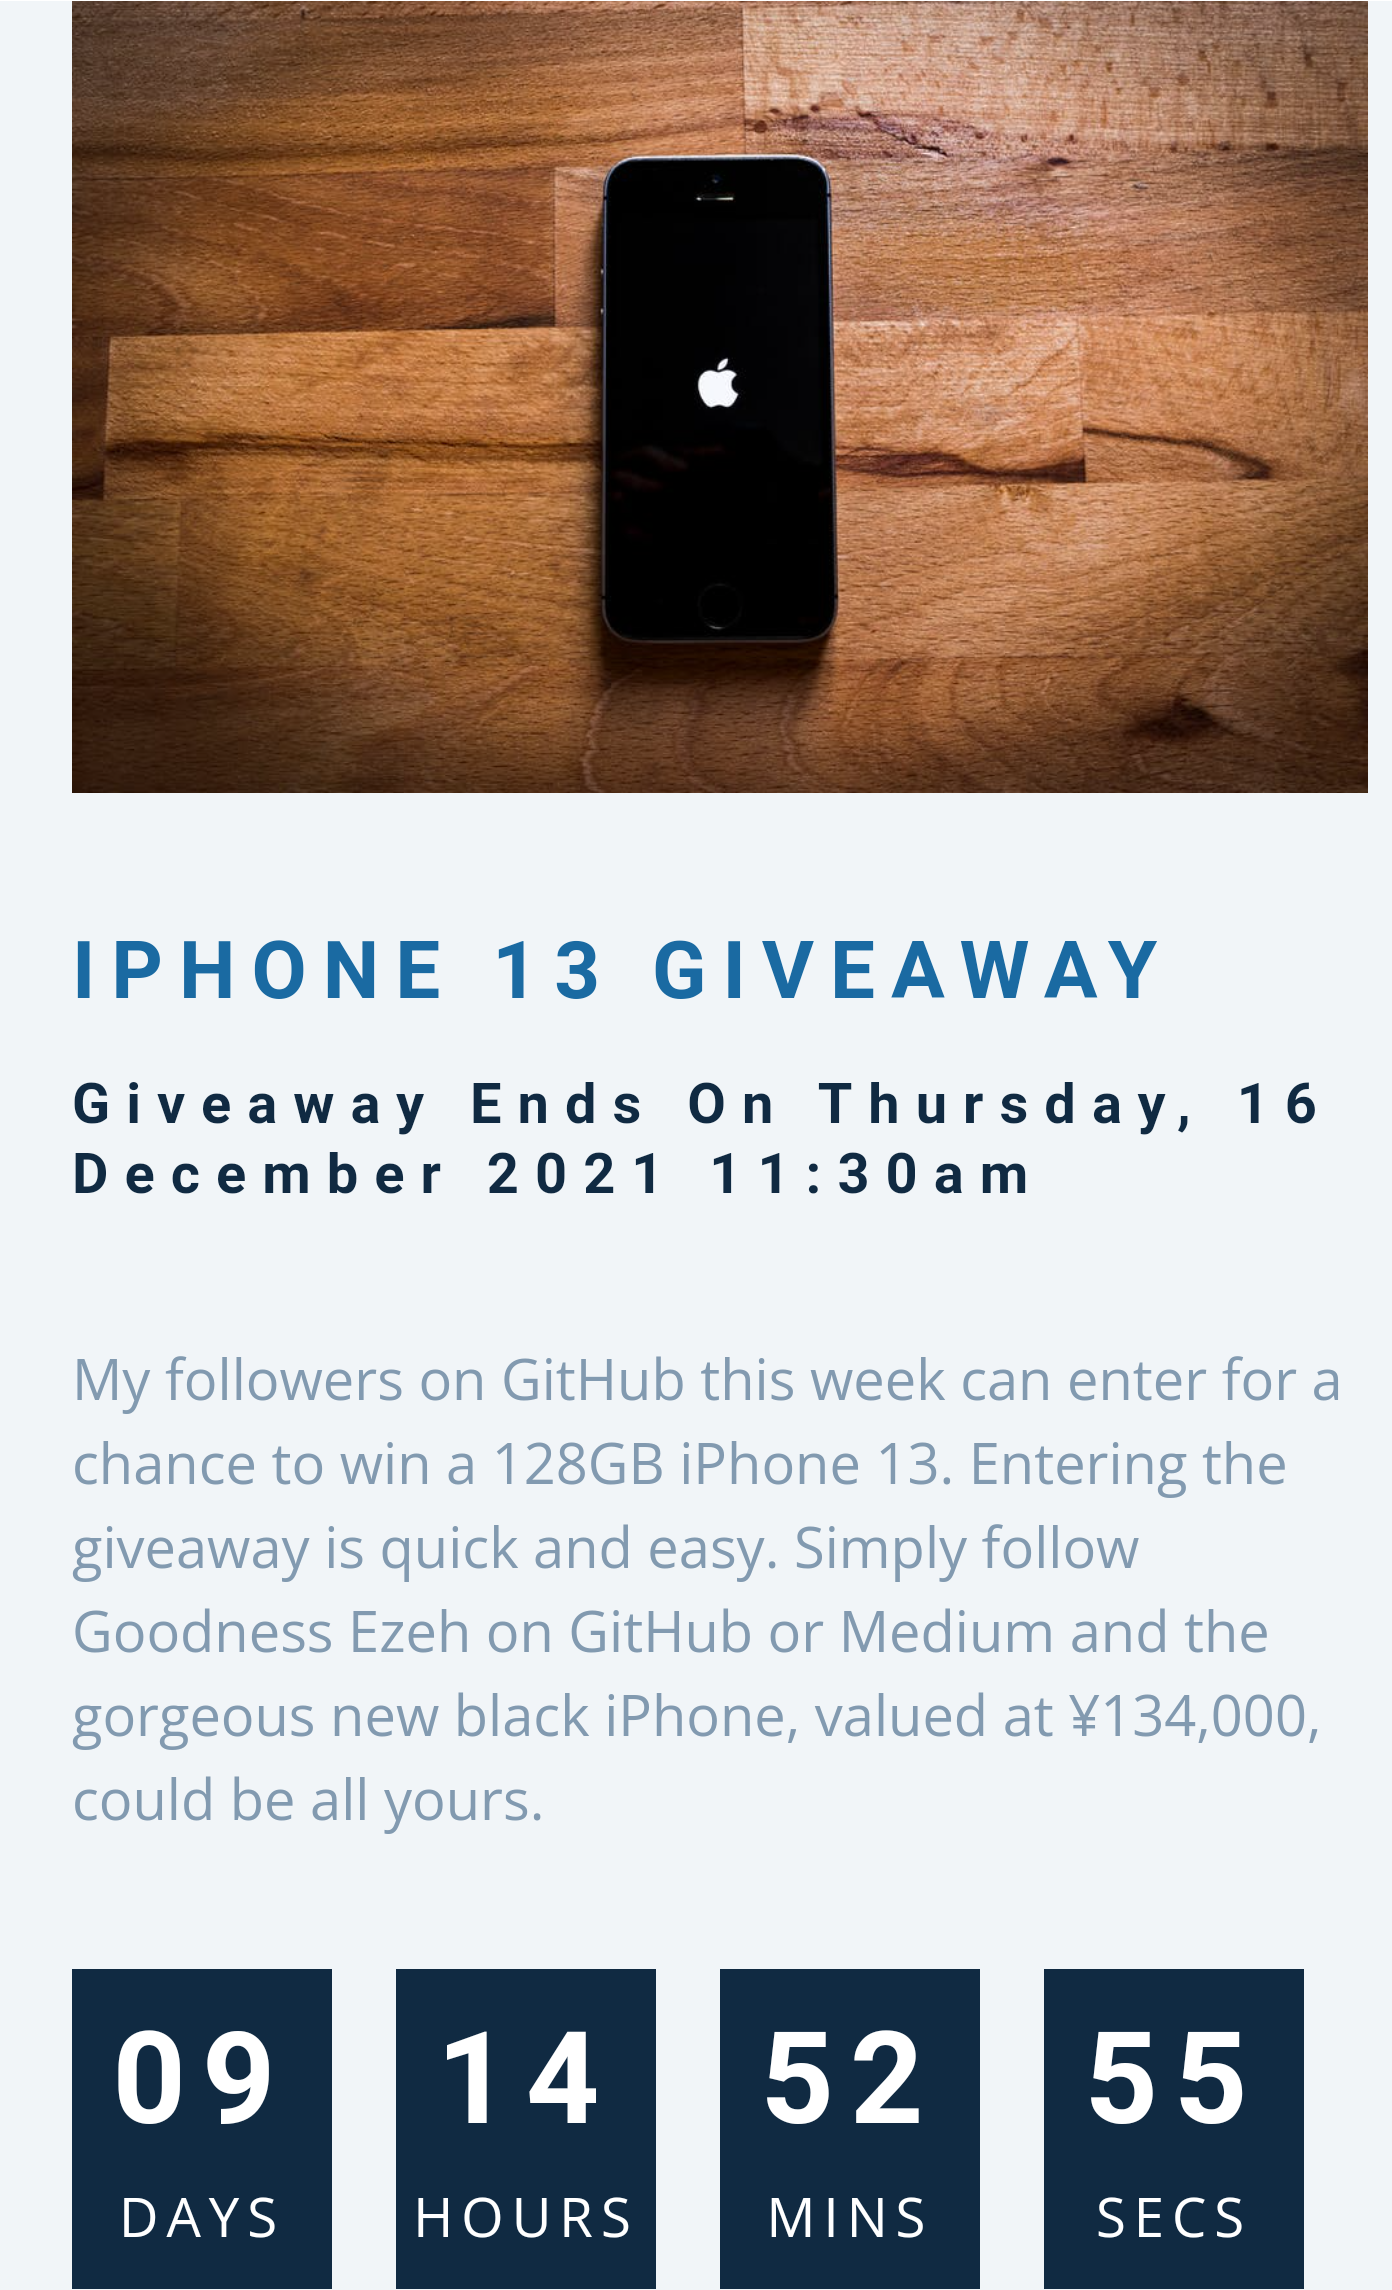 IPHONE 13 GIVEAWAY
Giveaway Ends On Thursday, 16
December 2021 11:30am
My followers on GitHub this week can enter for a
chance to win a 128GB iPhone 13. Entering the
giveaway is quick and easy. Simply follow
Goodness Ezeh on GitHub or Medium and the
gorgeous new black iPhone, valued at ¥134,000,
could be all yours.
09 14 52 55
DAYS HOURS MINS SECS